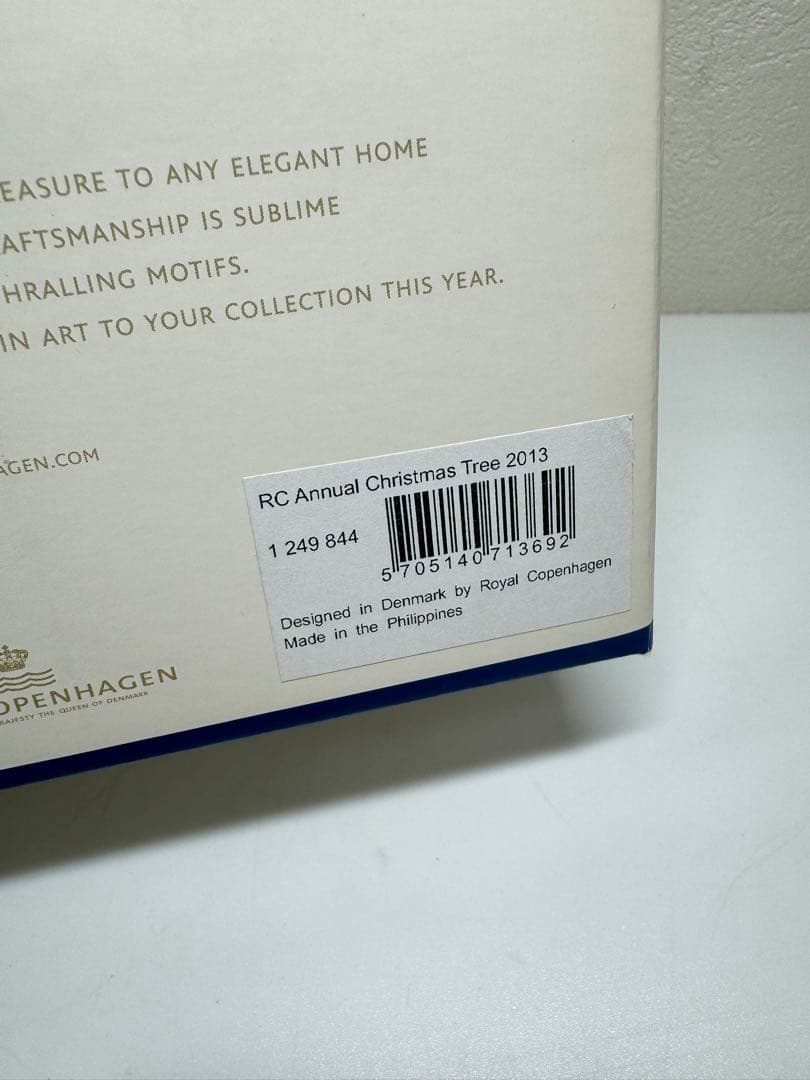 EASURE TO ANY ELEGANT HOME
AFTSMANSHIP IS SUBLIME
HRALLING MOTIFS.
IN ART TO YOUR COLLECTION THIS YEAR.
AGEN.COM
RC Annual Christmas Tree 2013
1 249 844
5 705140 713692
Designed in Denmark by Royal Copenhagen
Made in the Philippines
OPENHAGEN
MAJESTY THE QUEEN OF DENMARK